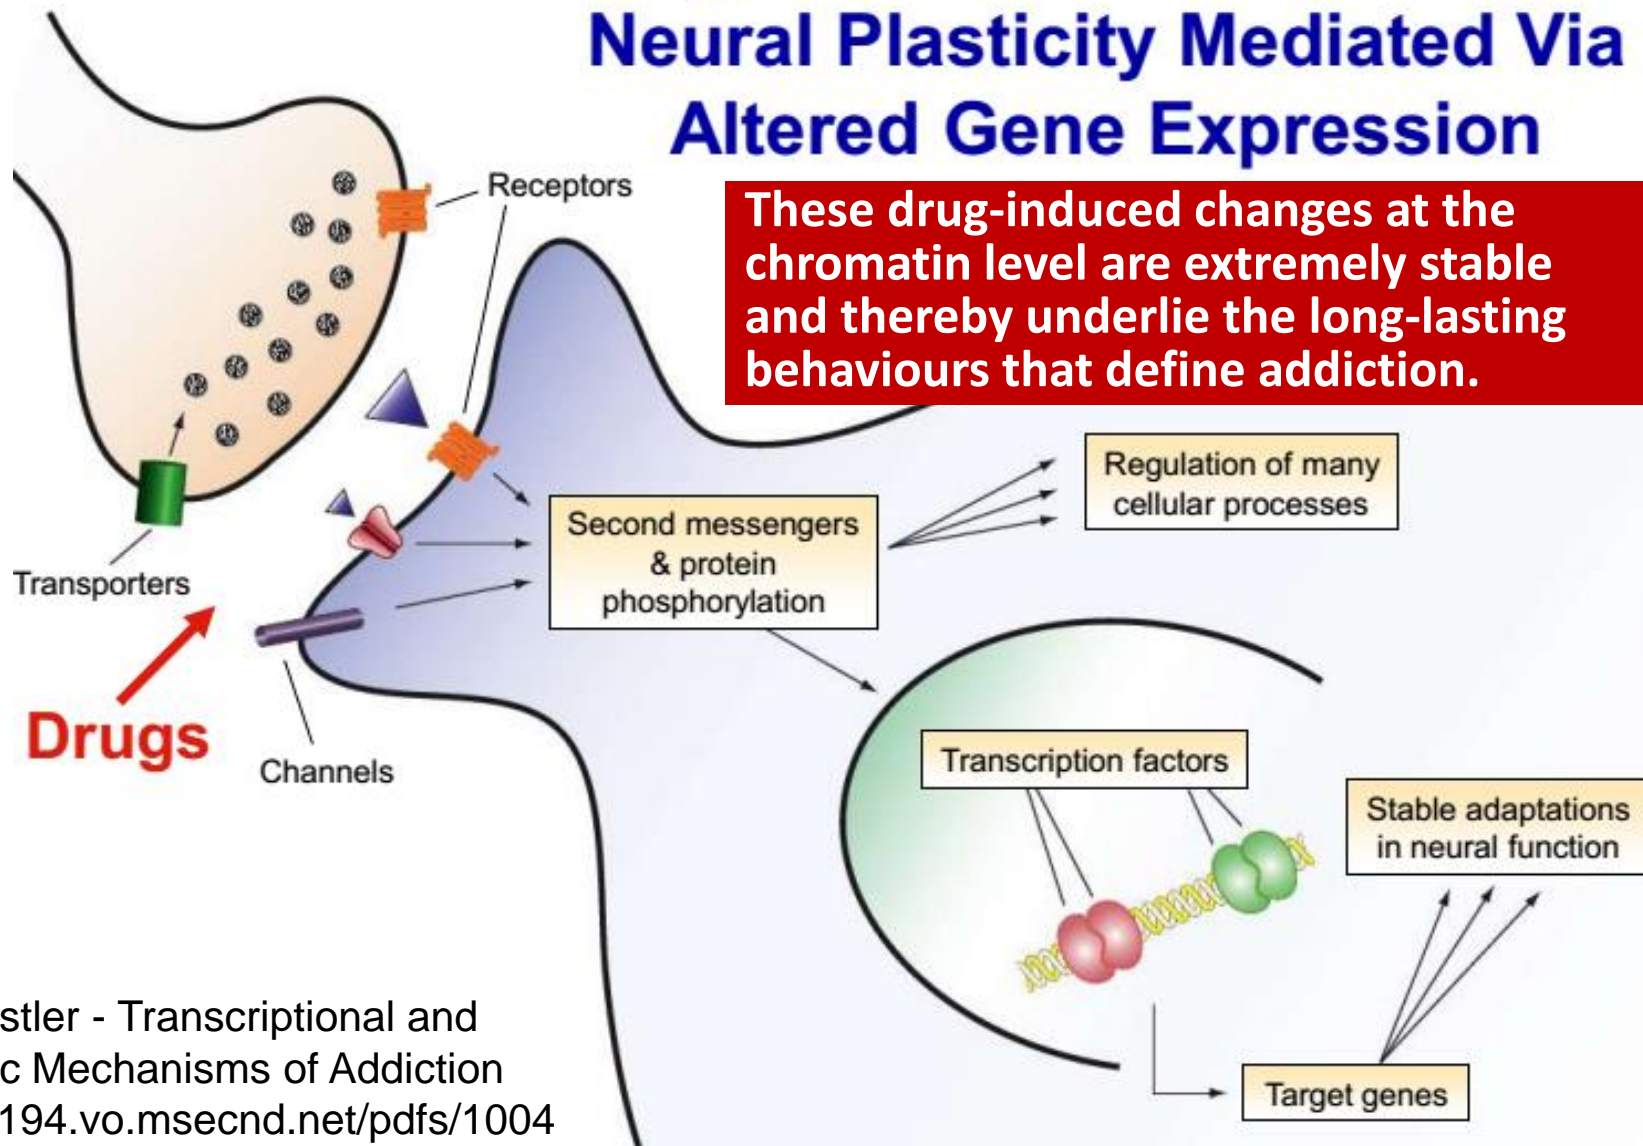 Neural Plasticity Mediated Via
Altered Gene Expression
Receptors
These drug-induced changes at the
chromatin level are extremely stable
and thereby underlie the long-lasting
behaviours that define addiction.
Regulation of many
cellular processes
Second messengers
& protein
phosphorylation
Transporters
Drugs
Channels
Transcription factors
Stable adaptations
in neural function
Target genes
stler - Transcriptional and
c Mechanisms of Addiction
194.vo.msecnd.net/pdfs/1004